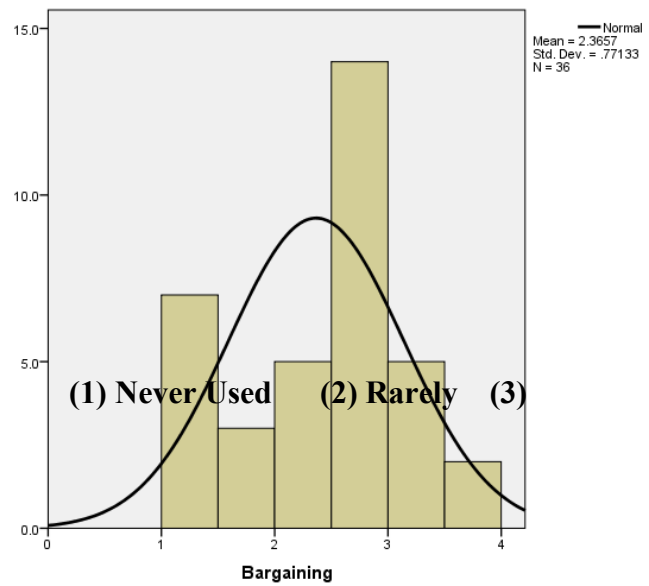 Normal
Mean = 2.3657
Std. Dev. = .77133
N = 36
15.0
10.0
5.0
0.0
(1) Never Used (2) Rarely (3)
0 1 2 3 4
Bargaining